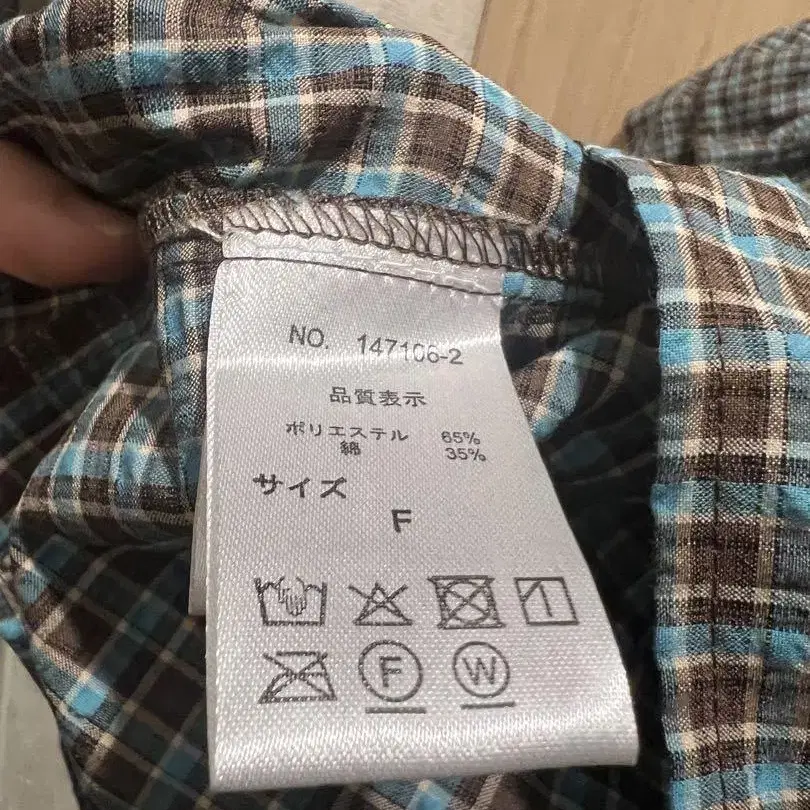 NO. 147106-2
品質表示
ポリエステル 65%
綿 35%
サイズ
F
F W